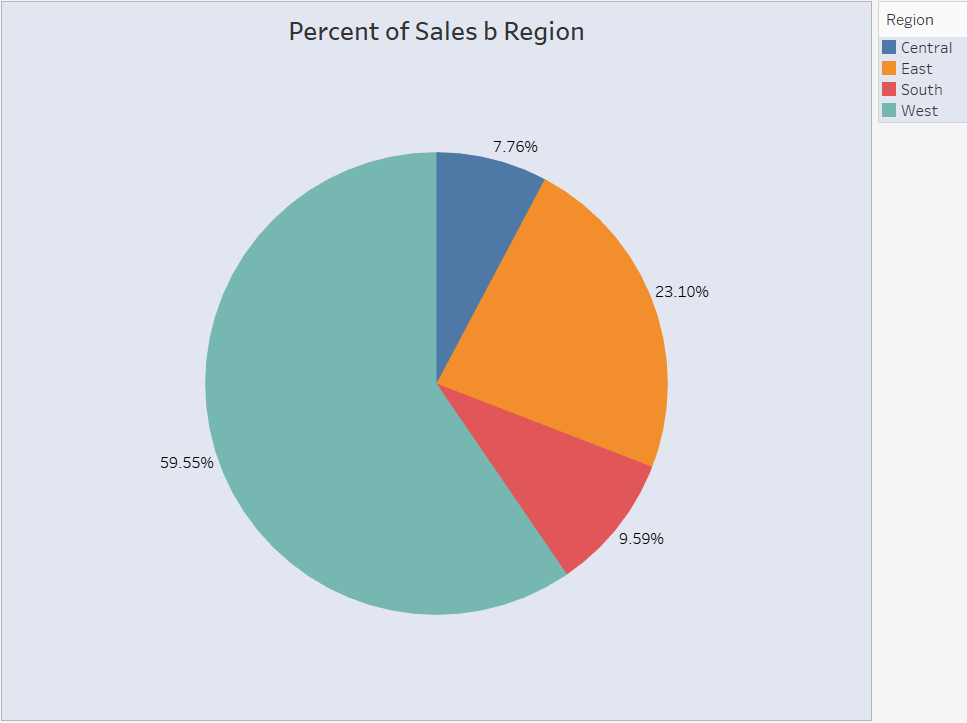 Percent of Sales b Region
Region
Central
East
South
West
7.76%
23.10%
59.55%
9.59%